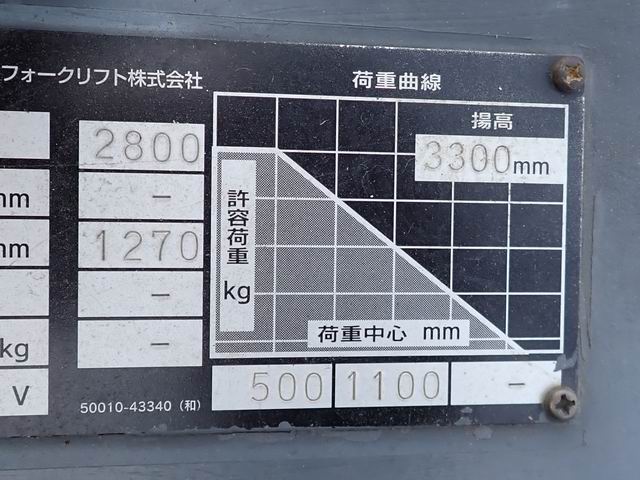 フォークリフト株式会社
荷重曲線
揚高
2800
3300mm
mm
-
許容荷重
mm
1270
kg
-
荷重中心 mm
kg
-
V
500
1100
-
50010-43340 (和)